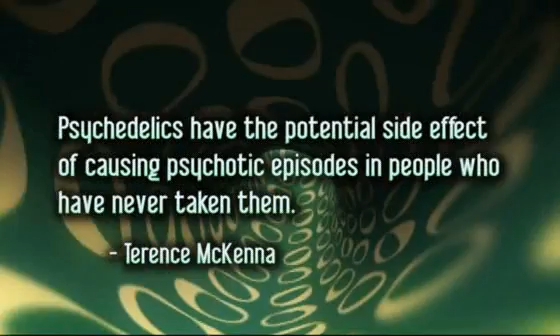 Psychedelics have the potential side effect
of causing psychotic episodes in people who
have never taken them.
- Terence McKenna